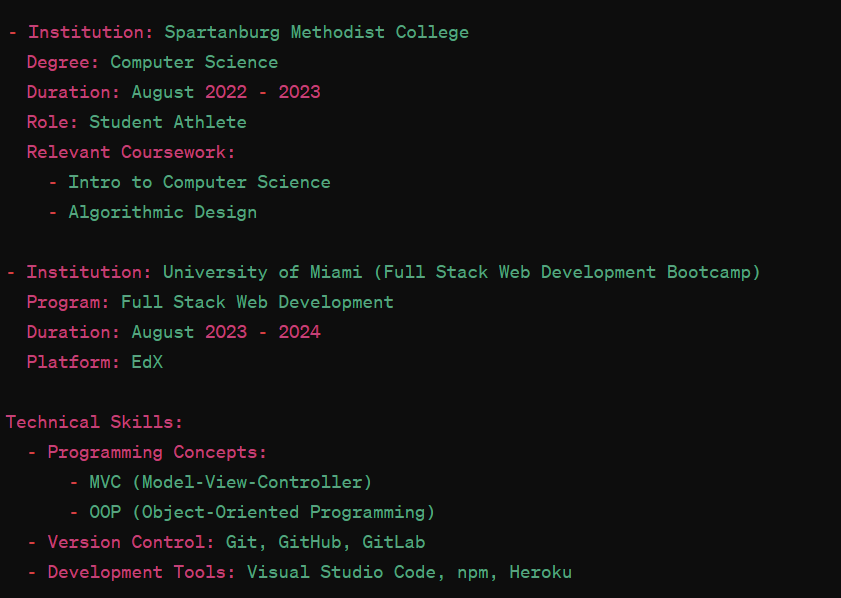 - Institution: Spartanburg Methodist College
Degree: Computer Science
Duration: August 2022 - 2023
Role: Student Athlete
Relevant Coursework:
- Intro to Computer Science
- Algorithmic Design
- Institution: University of Miami (Full Stack Web Development Bootcamp)
Program: Full Stack Web Development
Duration: August 2023 - 2024
Platform: EdX
Technical Skills:
- Programming Concepts:
- MVC (Model-View-Controller)
- OOP (Object-Oriented Programming)
- Version Control: Git, GitHub, GitLab
- Development Tools: Visual Studio Code, npm, Heroku